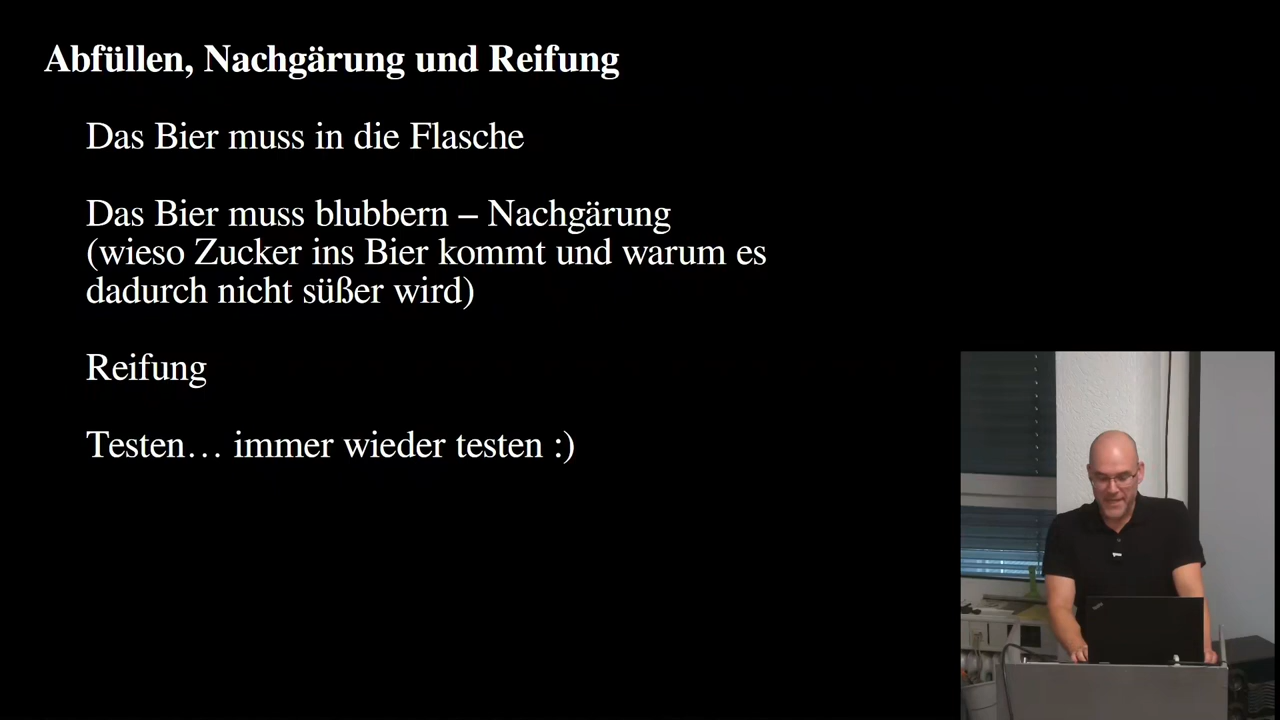 Abfüllen, Nachgärung und Reifung
Das Bier muss in die Flasche
Das Bier muss blubbern – Nachgärung
(wieso Zucker ins Bier kommt und warum es
dadurch nicht süßer wird)
Reifung
Testen… immer wieder testen :)